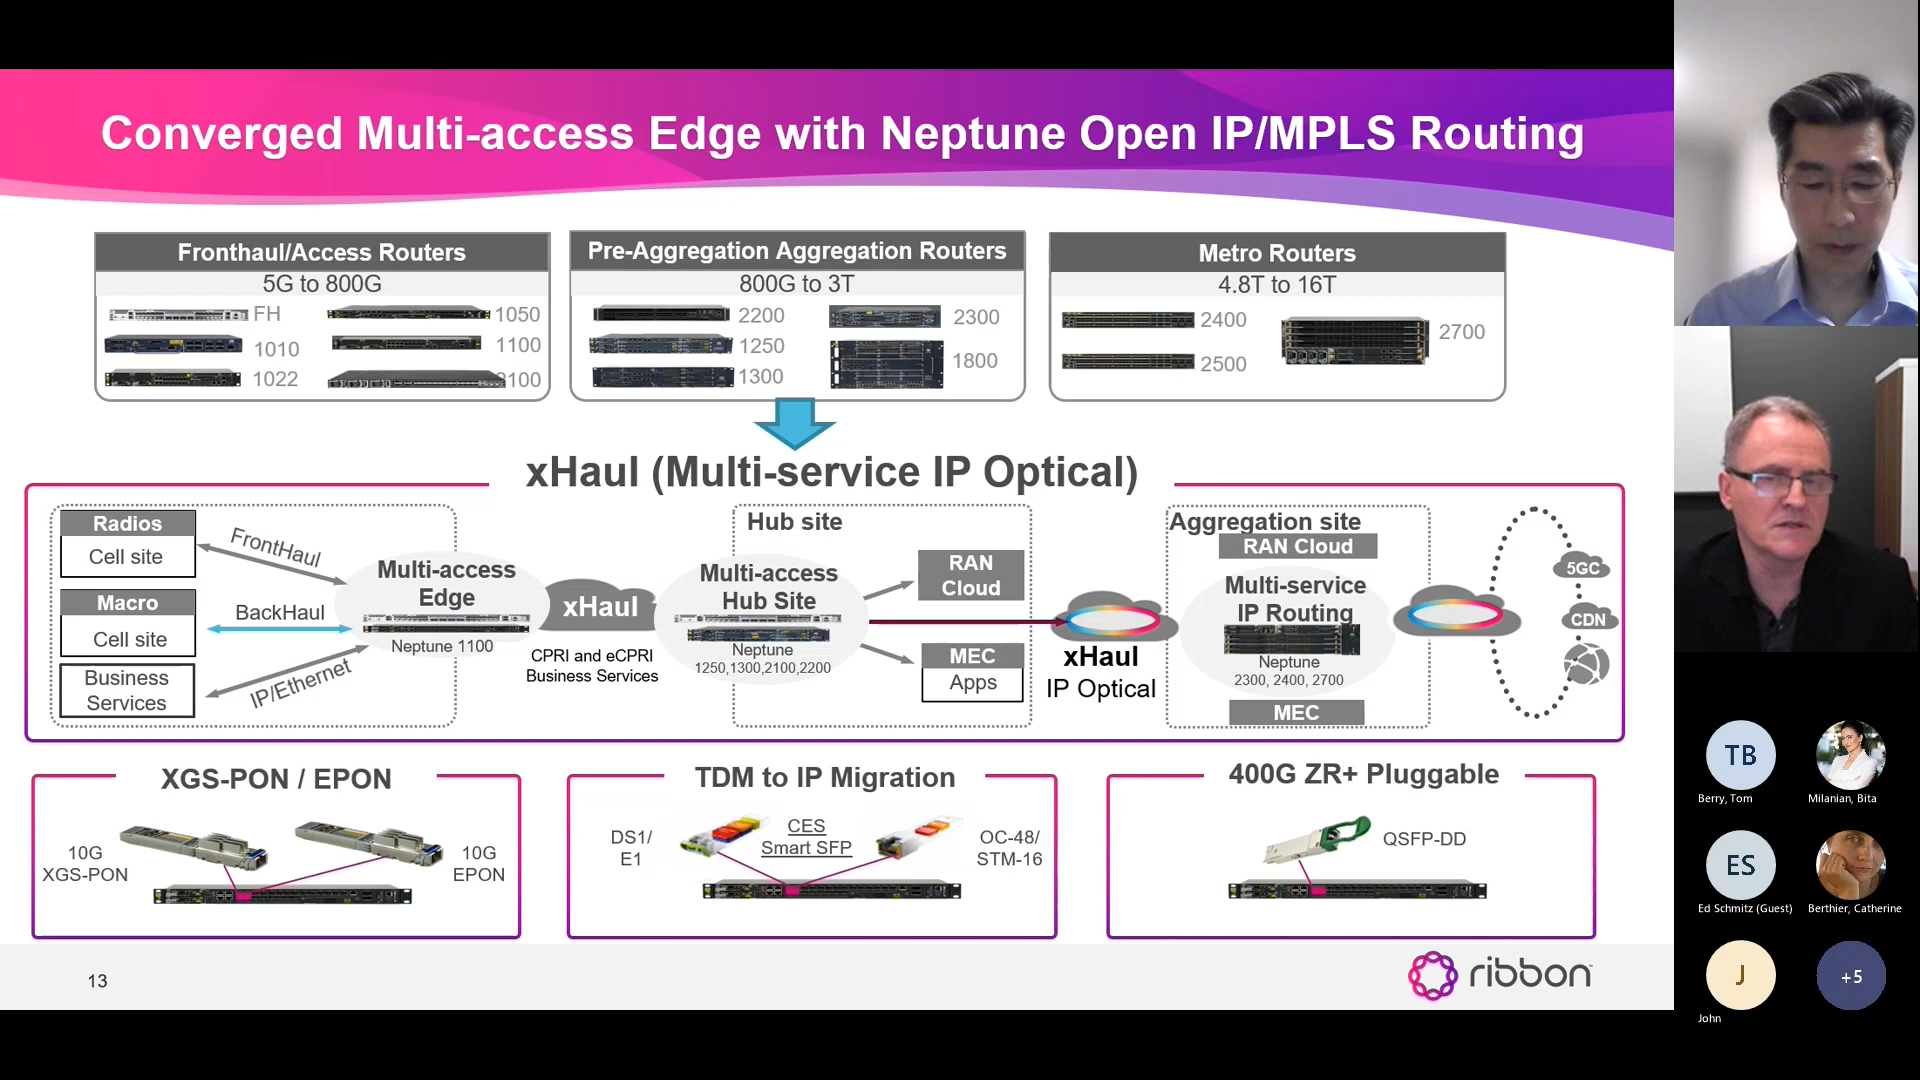 Converged Multi-access Edge with Neptune Open IP/MPLS Routing
Fronthaul/Access Routers
5G to 800G
FH
1050
1010
1100
1022
2100
Pre-Aggregation Aggregation Routers
800G to 3T
2200
2300
1250
1800
1300
Metro Routers
4.8T to 16T
2400
2700
2500
xHaul (Multi-service IP Optical)
Radios
Cell site
Macro
Cell site
Business
Services
FrontHaul
BackHaul
IP/Ethernet
Multi-access
Edge
Neptune 1100
xHaul
CPRI and eCPRI
Business Services
Hub site
Multi-access
Hub Site
Neptune
1250,1300,2100,2200
RAN
Cloud
MEC
Apps
xHaul
IP Optical
Aggregation site
RAN Cloud
Multi-service
IP Routing
Neptune
2300, 2400, 2700
MEC
5GC
CDN
XGS-PON / EPON
10G
XGS-PON
10G
EPON
TDM to IP Migration
DS1/
E1
CES
Smart SFP
OC-48/
STM-16
400G ZR+ Pluggable
QSFP-DD
13
ribbon
TB
Berry, Tom
Milanian, Bita
ES
Ed Schmitz (Guest)
Berthier, Catherine
J
John
+5